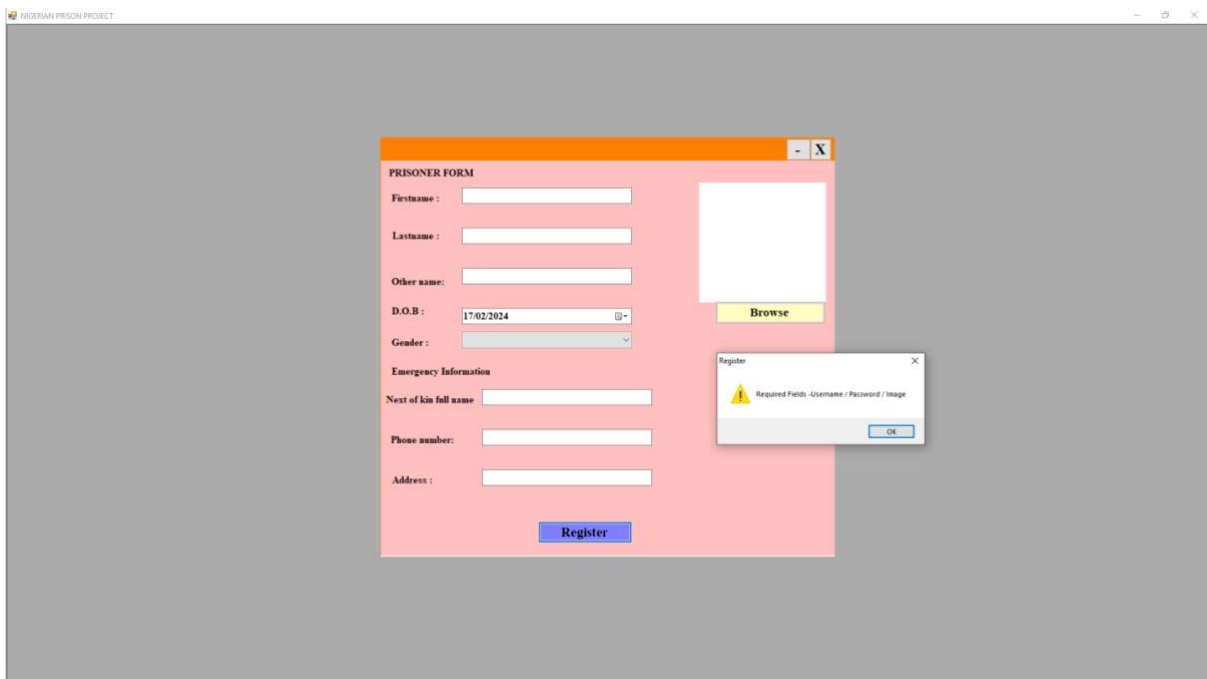 NIGERIAN PRISON PROJECT
- X
PRISONER FORM
Firstname :
Lastname :
Other name:
D.O.B : 17/02/2024
Browse
Gender :
Register
Emergency Information
Required Fields -Username / Password / Image
Next of kin full name
OK
Phone number:
Address :
Register